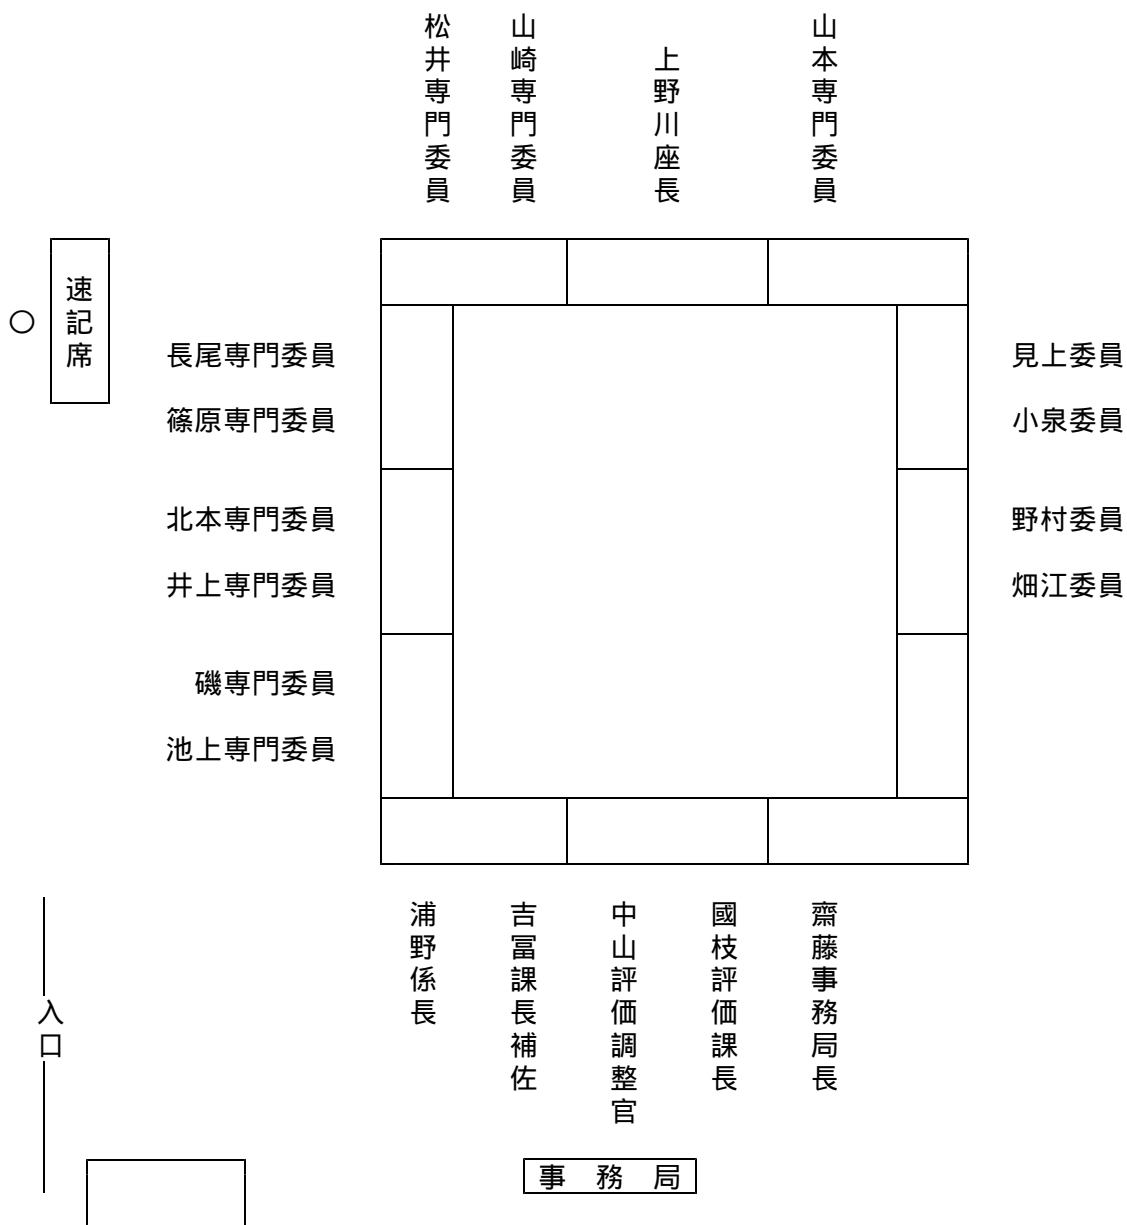 松井専門委員
山崎専門委員
上野川座長
山本専門委員
速記席
○
長尾専門委員
篠原専門委員
北本専門委員
井上専門委員
磯専門委員
池上専門委員
見上委員
小泉委員
野村委員
畑江委員
浦野係長
吉冨課長補佐
中山評価調整官
國枝評価課長
齋藤事務局長
入口
事務局